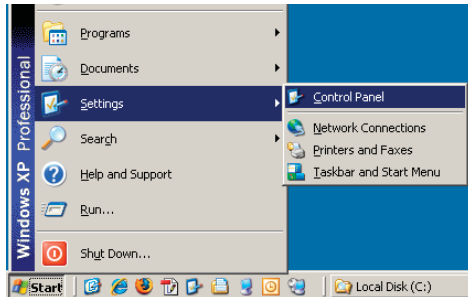 Programs
Documents
Settings
Search
Help and Support
Run...
Shut Down...
Windows XP Professional
Control Panel
Network Connections
Printers and Faxes
Taskbar and Start Menu
Start
Local Disk (C:)